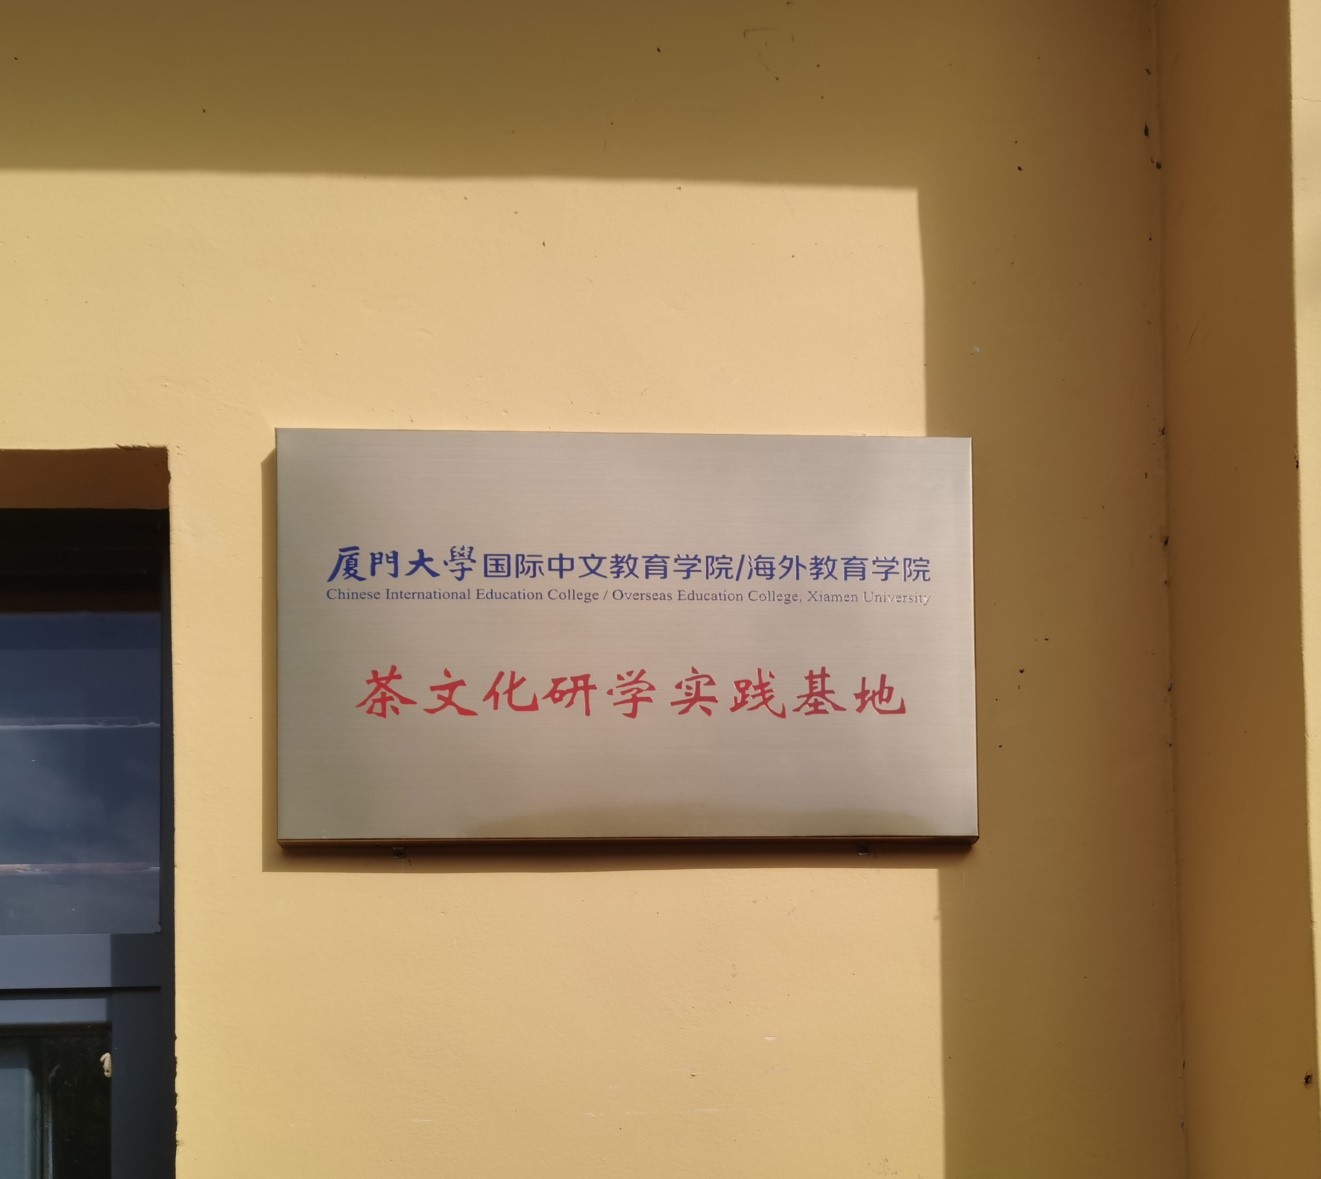 厦門大學国际中文教育学院/海外教育学院
Chinese International Education College / Overseas Education College, Xiamen University
茶文化研学实践基地